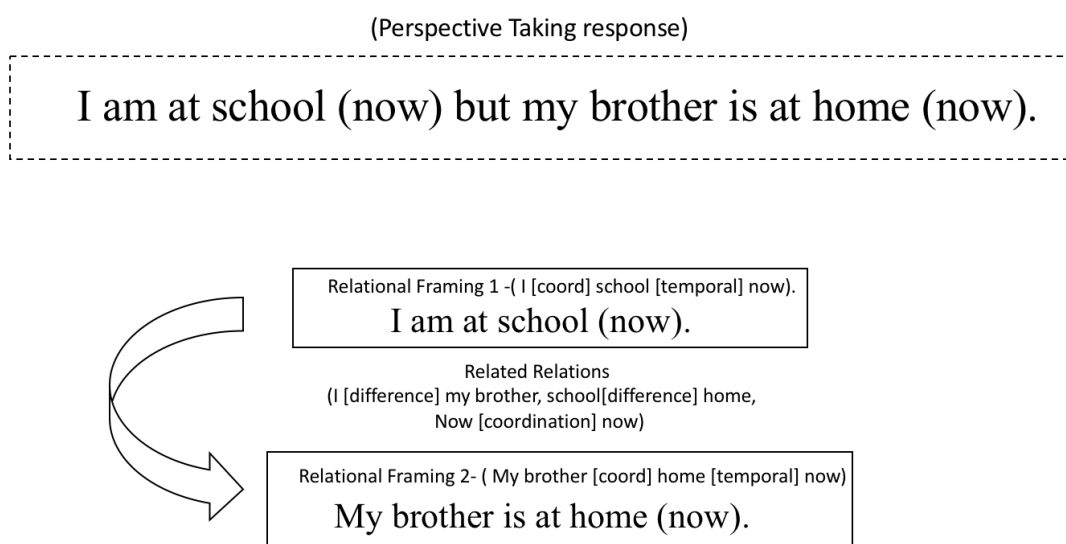 (Perspective Taking response)
I am at school (now) but my brother is at home (now).
Relational Framing 1 -( I [coord] school [temporal] now).
I am at school (now).
Related Relations
(I [difference] my brother, school[difference] home,
Now [coordination] now)
Relational Framing 2- ( My brother [coord] home [temporal] now)
My brother is at home (now).